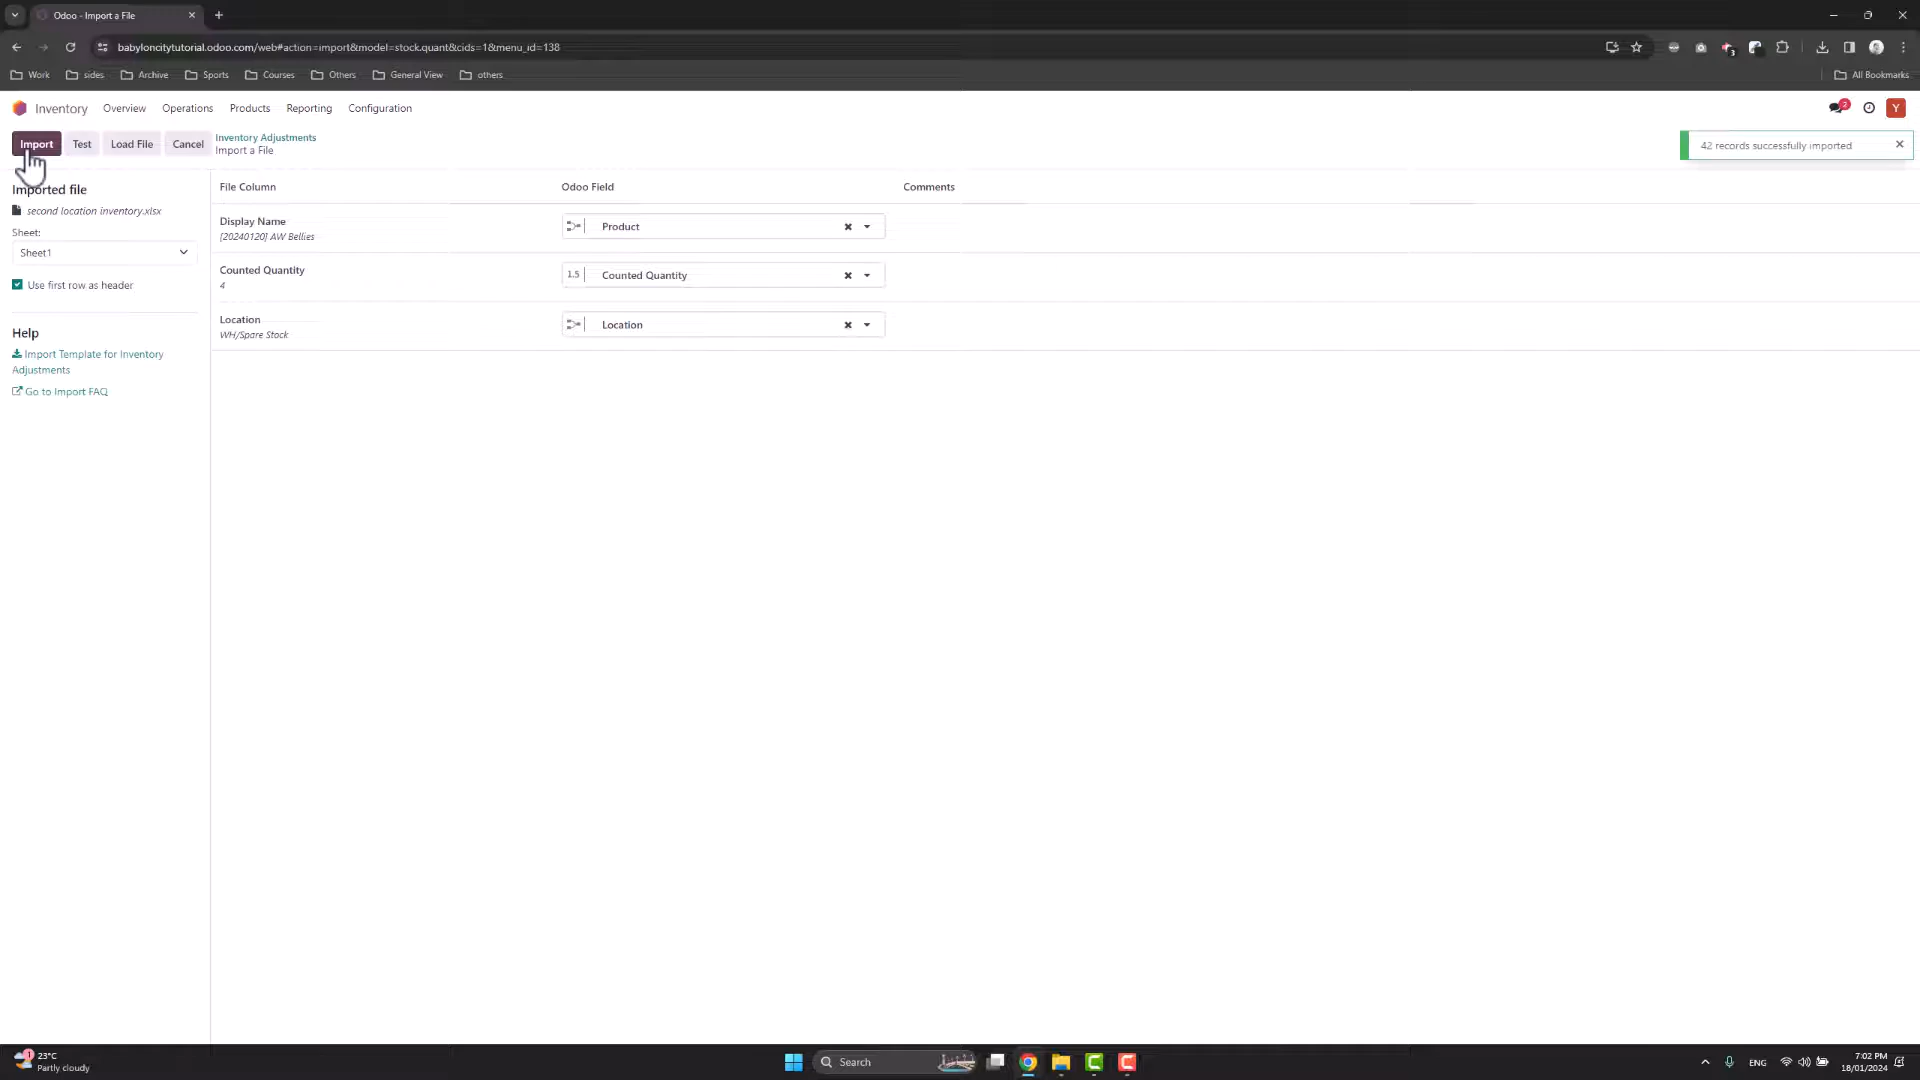 Odoo - Import a File
babyloncitytutorial.odoo.com/web#action=import&model=stock.quant&cids=1&menu_id=138
3
Work sides Archive Sports Courses Others General View others All Bookmarks
Inventory Overview Operations Products Reporting Configuration
2
Y
Import Test Load File Cancel
Inventory Adjustments
Import a File
42 records successfully imported
Imported file
second location inventory.xlsx
Sheet:
Sheet1
Use first row as header
Help
Import Template for Inventory
Adjustments
Go to Import FAQ
File Column Odoo Field Comments
Display Name
[20240120] AW Bellies
Product
Counted Quantity
4
1.5 Counted Quantity
Location
WH/Spare Stock
Location
1
23°C
Partly cloudy
Search
ENG
7:02 PM
18/01/2024